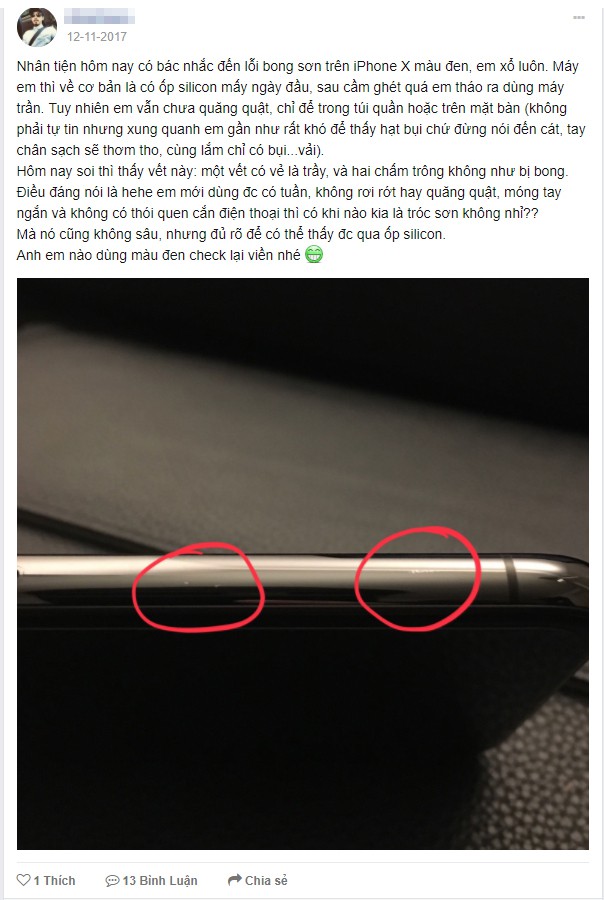 12-11-2017
Nhân tiện hôm nay có bác nhắc đến lỗi bong sơn trên iPhone X màu đen, em xổ luôn. Máy
em thì về cơ bản là có ốp silicon mấy ngày đầu, sau cầm ghét quá em tháo ra dùng máy
trần. Tuy nhiên em vẫn chưa quăng quật, chỉ để trong túi quần hoặc trên mặt bàn (không
phải tự tin nhưng xung quanh em gần như rất khó để thấy hạt bụi chứ đừng nói đến cát, tay
chân sạch sẽ thơm tho, cùng lắm chỉ có bụi...vải).
Hôm nay soi thì thấy vết này: một vết có vẻ là trầy, và hai chấm trông không như bị bong.
Điều đáng nói là hehe em mới dùng đc có tuần, không rơi rớt hay quăng quật, móng tay
ngắn và không có thói quen cắn điện thoại thì có khi nào kia là tróc sơn không nhỉ??
Mà nó cũng không sâu, nhưng đủ rõ để có thể thấy đc qua ốp silicon.
Anh em nào dùng màu đen check lại viền nhé
1 Thích 13 Bình Luận Chia sẻ